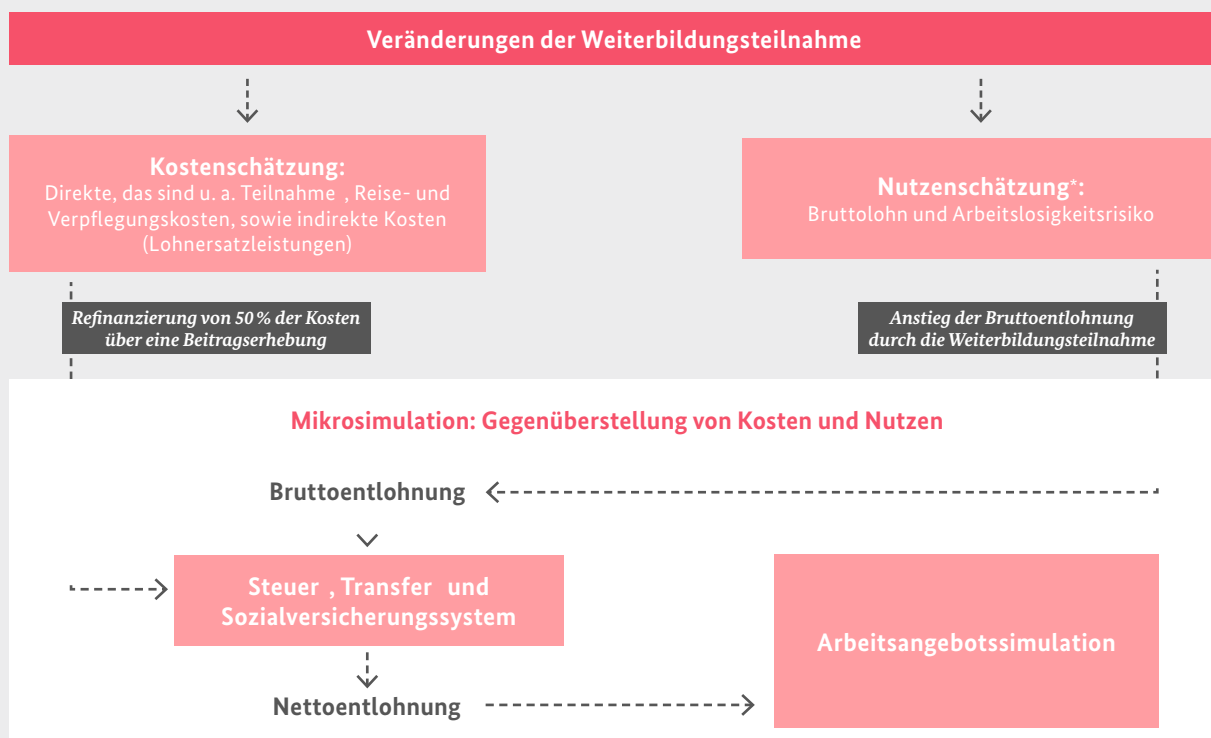 Veränderungen der Weiterbildungsteilnahme
Kostenschätzung:
Direkte, das sind u. a. Teilnahme , Reise- und
Verpflegungskosten, sowie indirekte Kosten
(Lohnersatzleistungen)
Nutzenschätzung*:
Bruttolohn und Arbeitslosigkeitsrisiko
Refinanzierung von 50 % der Kosten
über eine Beitragserhebung
Anstieg der Bruttoentlohnung
durch die Weiterbildungsteilnahme
Mikrosimulation: Gegenüberstellung von Kosten und Nutzen
Bruttoentlohnung
Steuer , Transfer und
Sozialversicherungssystem
Arbeitsangebotssimulation
Nettoentlohnung